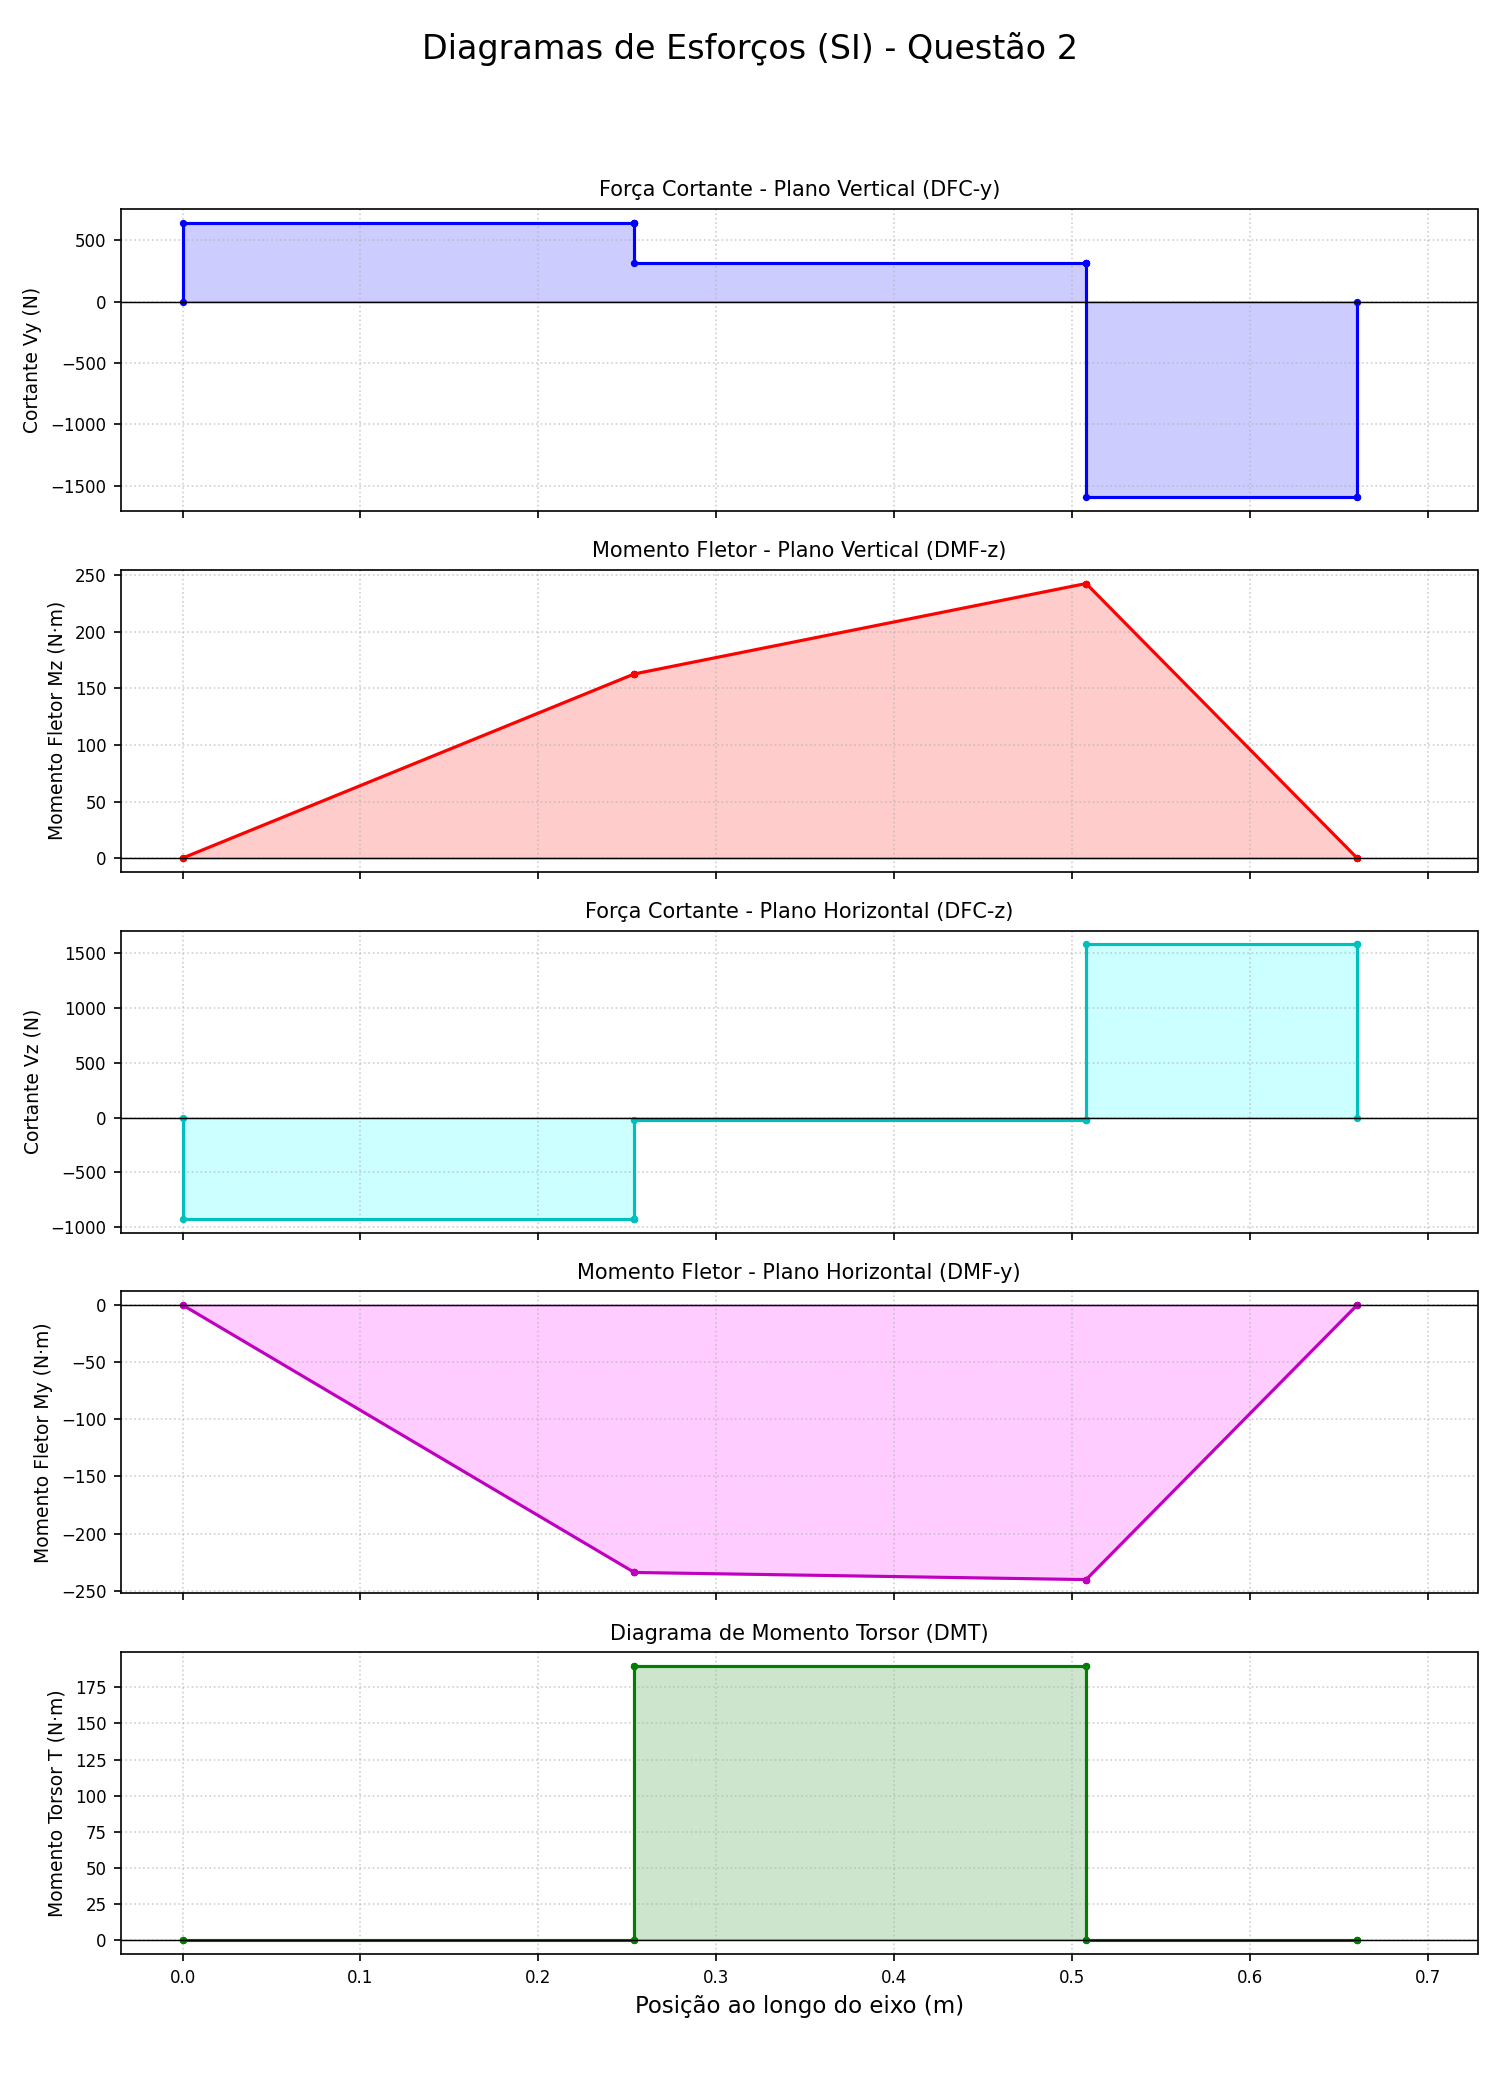 Diagramas de Esforços (SI) - Questão 2
Força Cortante - Plano Vertical (DFC-y)
Cortante Vy (N)
500
0
−500
−1000
−1500
Momento Fletor - Plano Vertical (DMF-z)
Momento Fletor Mz (N·m)
250
200
150
100
50
0
Força Cortante - Plano Horizontal (DFC-z)
Cortante Vz (N)
1500
1000
500
0
−500
−1000
Momento Fletor - Plano Horizontal (DMF-y)
Momento Fletor My (N·m)
0
−50
−100
−150
−200
−250
Diagrama de Momento Torsor (DMT)
Momento Torsor T (N·m)
175
150
125
100
75
50
25
0
0.0 0.1 0.2 0.3 0.4 0.5 0.6 0.7
Posição ao longo do eixo (m)